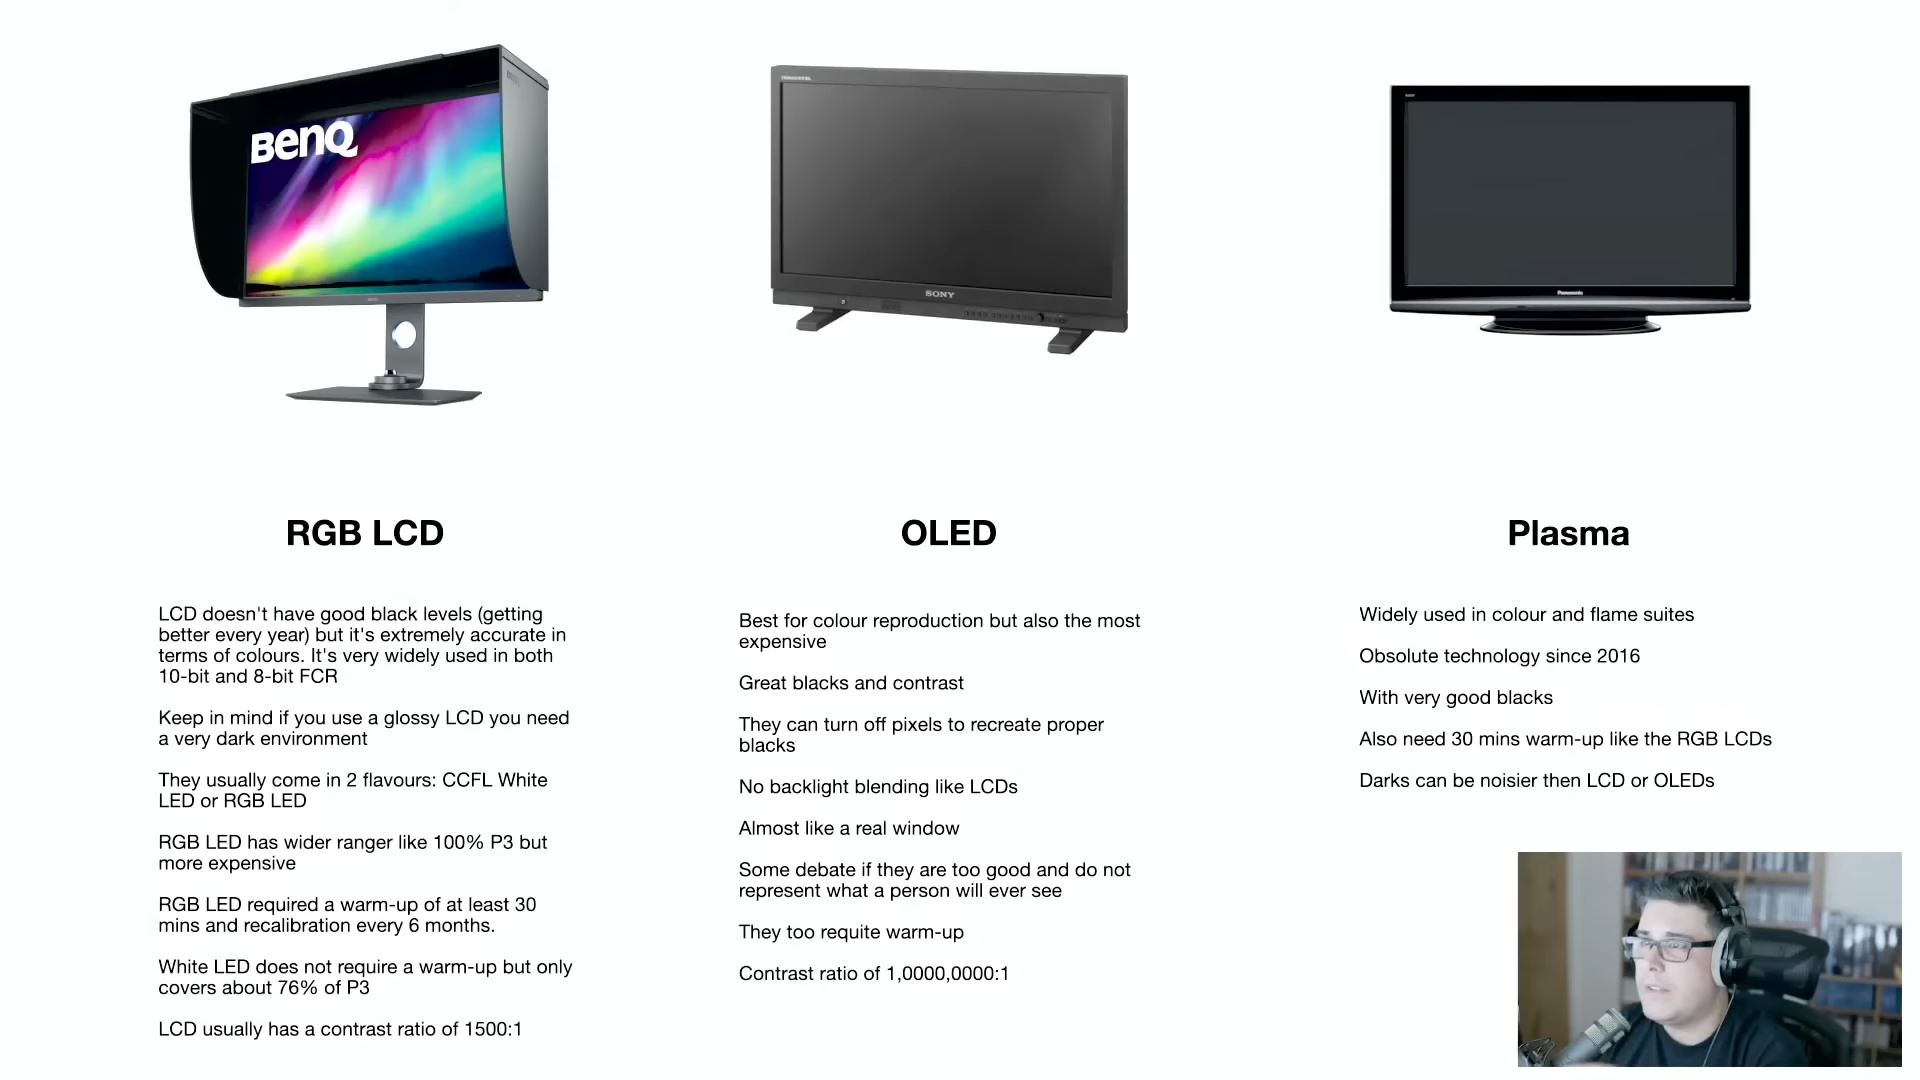 BenQ
SONY
Panasonic
RGB LCD
LCD doesn't have good black levels (getting
better every year) but it's extremely accurate in
terms of colours. It's very widely used in both
10-bit and 8-bit FCR
Keep in mind if you use a glossy LCD you need
a very dark environment
They usually come in 2 flavours: CCFL White
LED or RGB LED
RGB LED has wider ranger like 100% P3 but
more expensive
RGB LED required a warm-up of at least 30
mins and recalibration every 6 months.
White LED does not require a warm-up but only
covers about 76% of P3
LCD usually has a contrast ratio of 1500:1
OLED
Best for colour reproduction but also the most
expensive
Great blacks and contrast
They can turn off pixels to recreate proper
blacks
No backlight blending like LCDs
Almost like a real window
Some debate if they are too good and do not
represent what a person will ever see
They too requite warm-up
Contrast ratio of 1,0000,0000:1
Plasma
Widely used in colour and flame suites
Obsolute technology since 2016
With very good blacks
Also need 30 mins warm-up like the RGB LCDs
Darks can be noisier then LCD or OLEDs